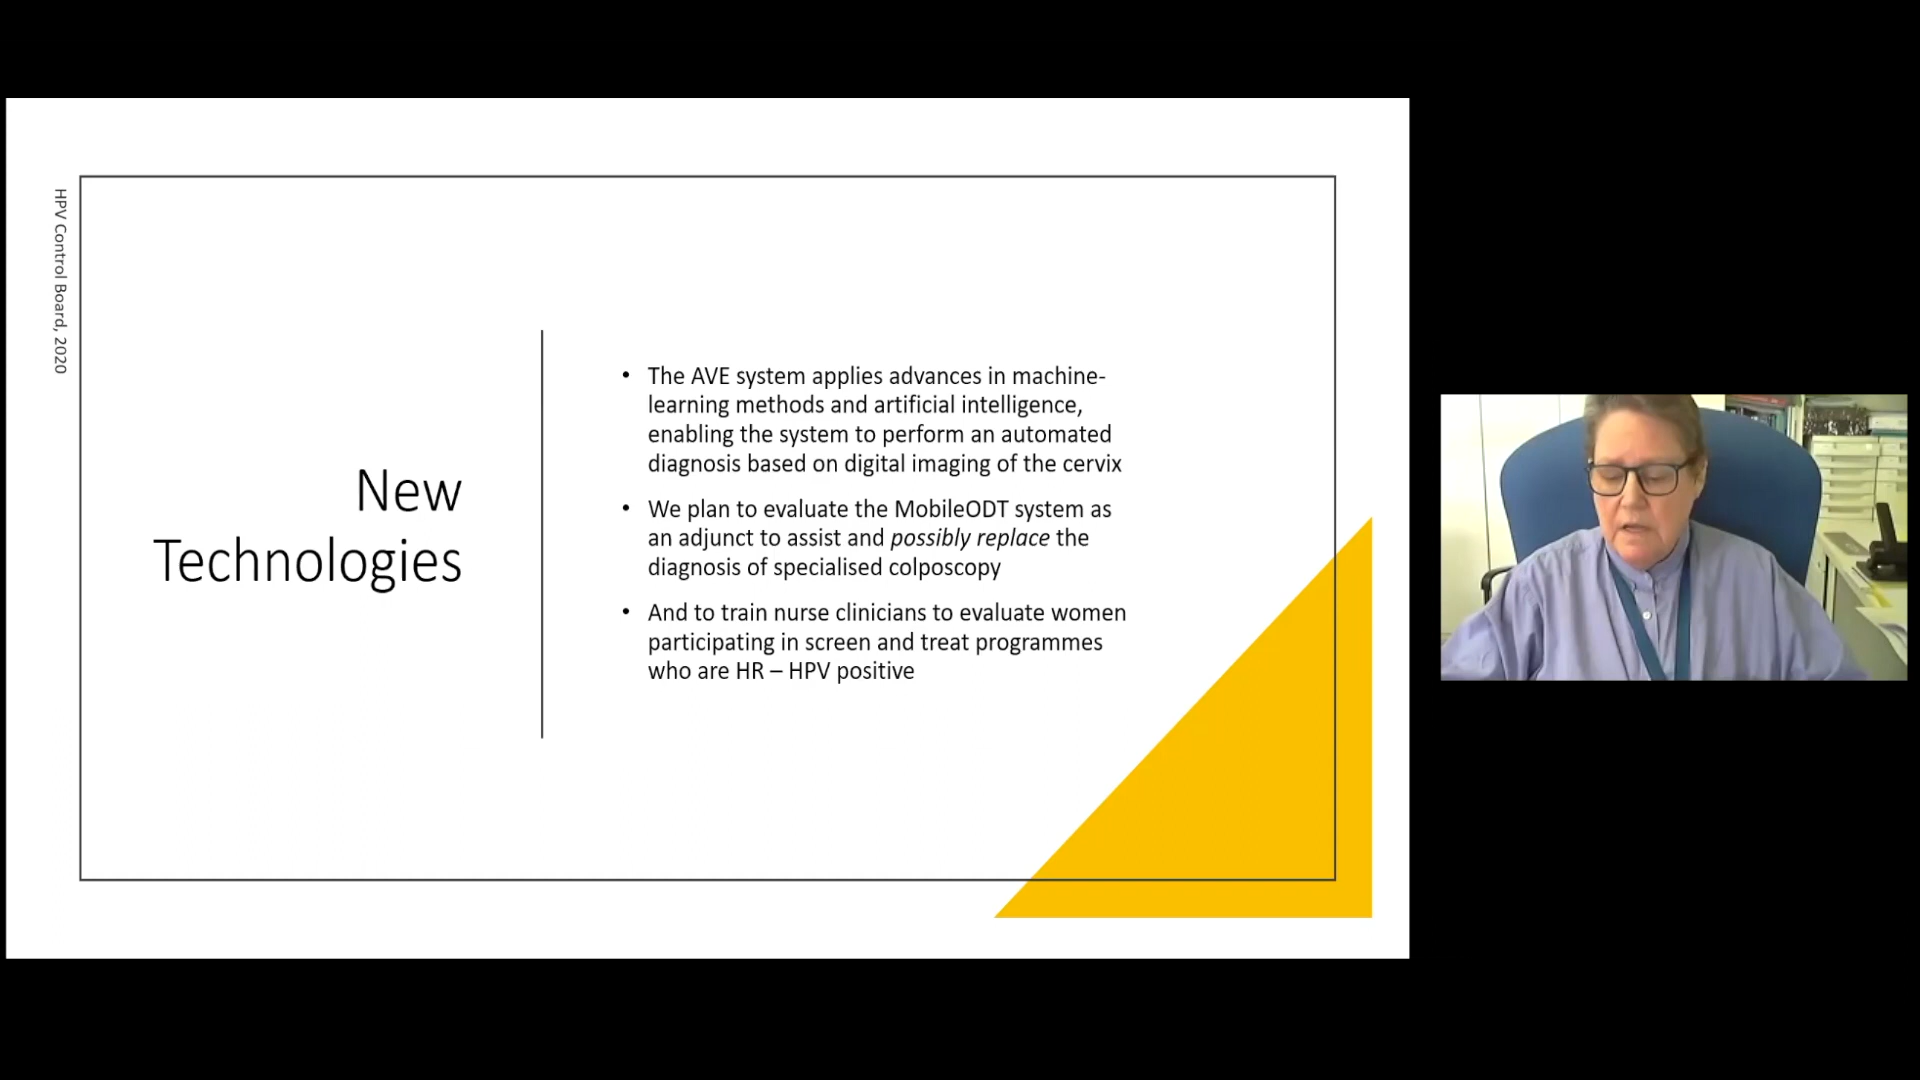 HPV Control Board, 2020
New
Technologies
• The AVE system applies advances in machine-
learning methods and artificial intelligence,
enabling the system to perform an automated
diagnosis based on digital imaging of the cervix
• We plan to evaluate the MobileODT system as
an adjunct to assist and possibly replace the
diagnosis of specialised colposcopy
• And to train nurse clinicians to evaluate women
participating in screen and treat programmes
who are HR – HPV positive